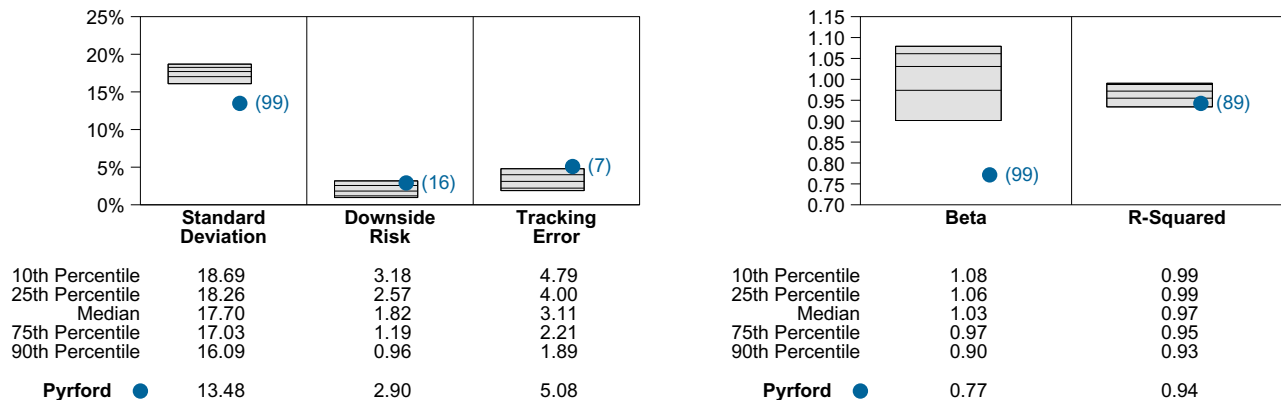 25%
20%
15%
10%
5%
0%
(99)
(16)
(7)
Standard Deviation
Downside Risk
Tracking Error
10th Percentile 18.69 3.18 4.79
25th Percentile 18.26 2.57 4.00
Median 17.70 1.82 3.11
75th Percentile 17.03 1.19 2.21
90th Percentile 16.09 0.96 1.89
Pyrford 13.48 2.90 5.08
1.15
1.10
1.05
1.00
0.95
0.90
0.85
0.80
0.75
0.70
(99)
(89)
Beta
R-Squared
10th Percentile 1.08 0.99
25th Percentile 1.06 0.99
Median 1.03 0.97
75th Percentile 0.97 0.95
90th Percentile 0.90 0.93
Pyrford 0.77 0.94